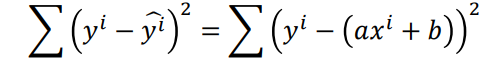 ∑(yⁱ − ŷⁱ)² = ∑(yⁱ − (axⁱ + b))²